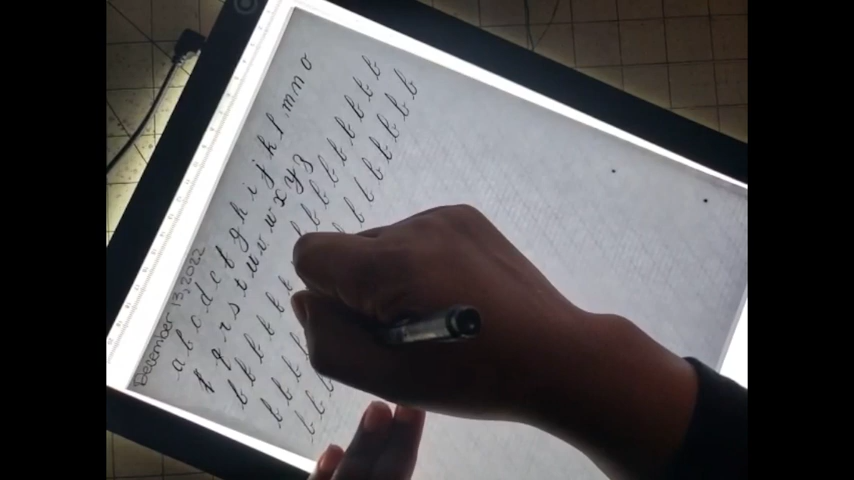 December 13, 2022
a b c d e f g h i j k l m n o
p q r s t u v w x y z
b b b b b b b b b b b b
b b b b b b b b b b
b b b